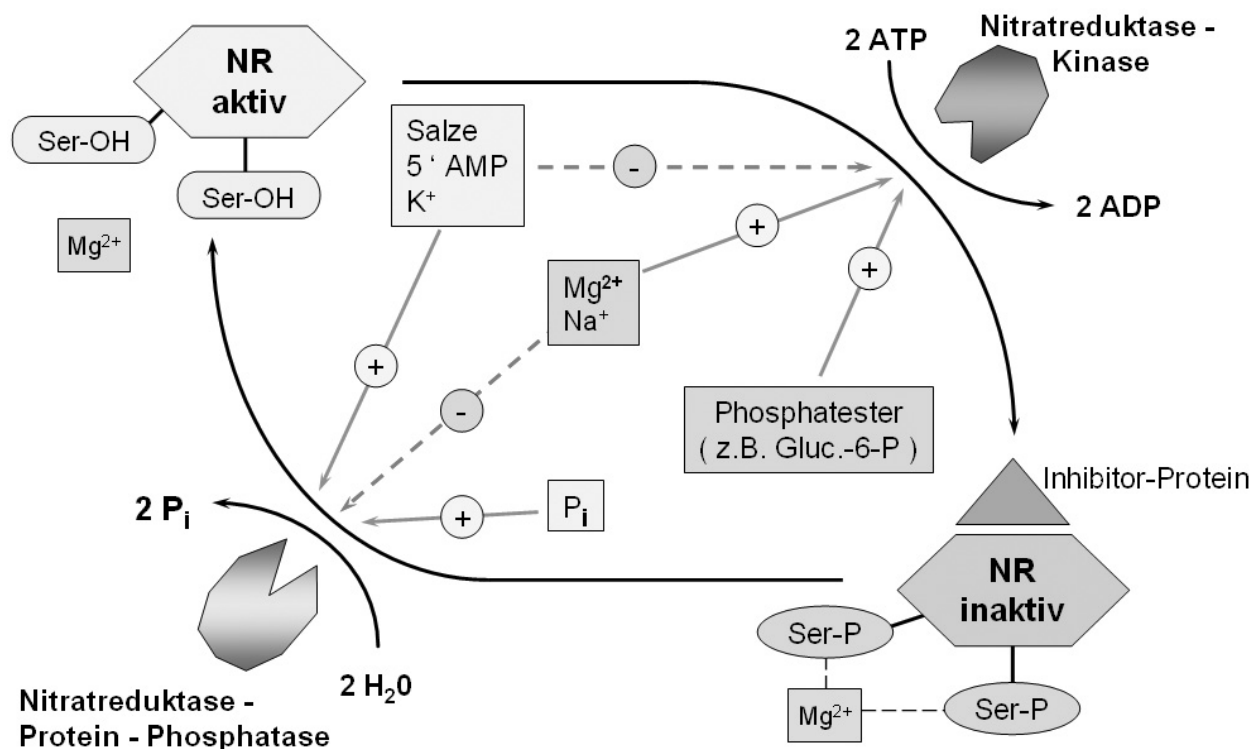 NR
aktiv
Ser-OH
Ser-OH
Mg²⁺
Salze
5 ‘ AMP
K⁺
-
2 ATP
Nitratreduktase -
Kinase
2 ADP
+
Mg²⁺
Na⁺
+
+
-
Phosphatester
( z.B. Gluc.-6-P )
Inhibitor-Protein
2 Pᵢ
+
Pᵢ
NR
inaktiv
Ser-P
Mg²⁺
Ser-P
2 H₂0
Nitratreduktase -
Protein - Phosphatase